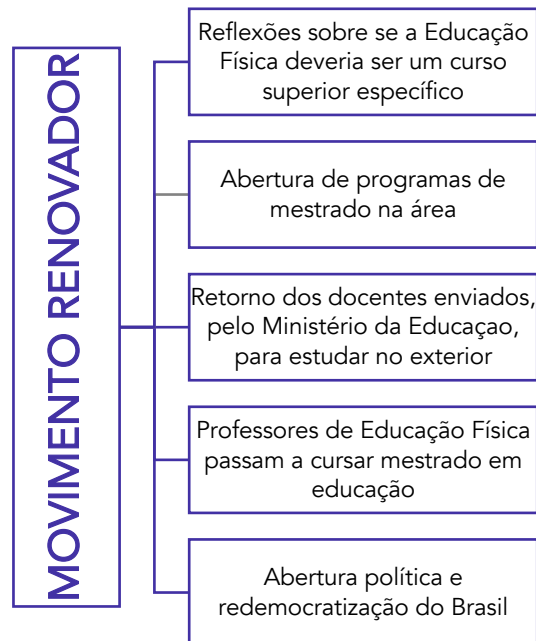 MOVIMENTO RENOVADOR
Reflexões sobre se a Educação
Física deveria ser um curso
superior específico
Abertura de programas de
mestrado na área
Retorno dos docentes enviados,
pelo Ministério da Educaçao,
para estudar no exterior
Professores de Educação Física
passam a cursar mestrado em
educação
Abertura política e
redemocratização do Brasil